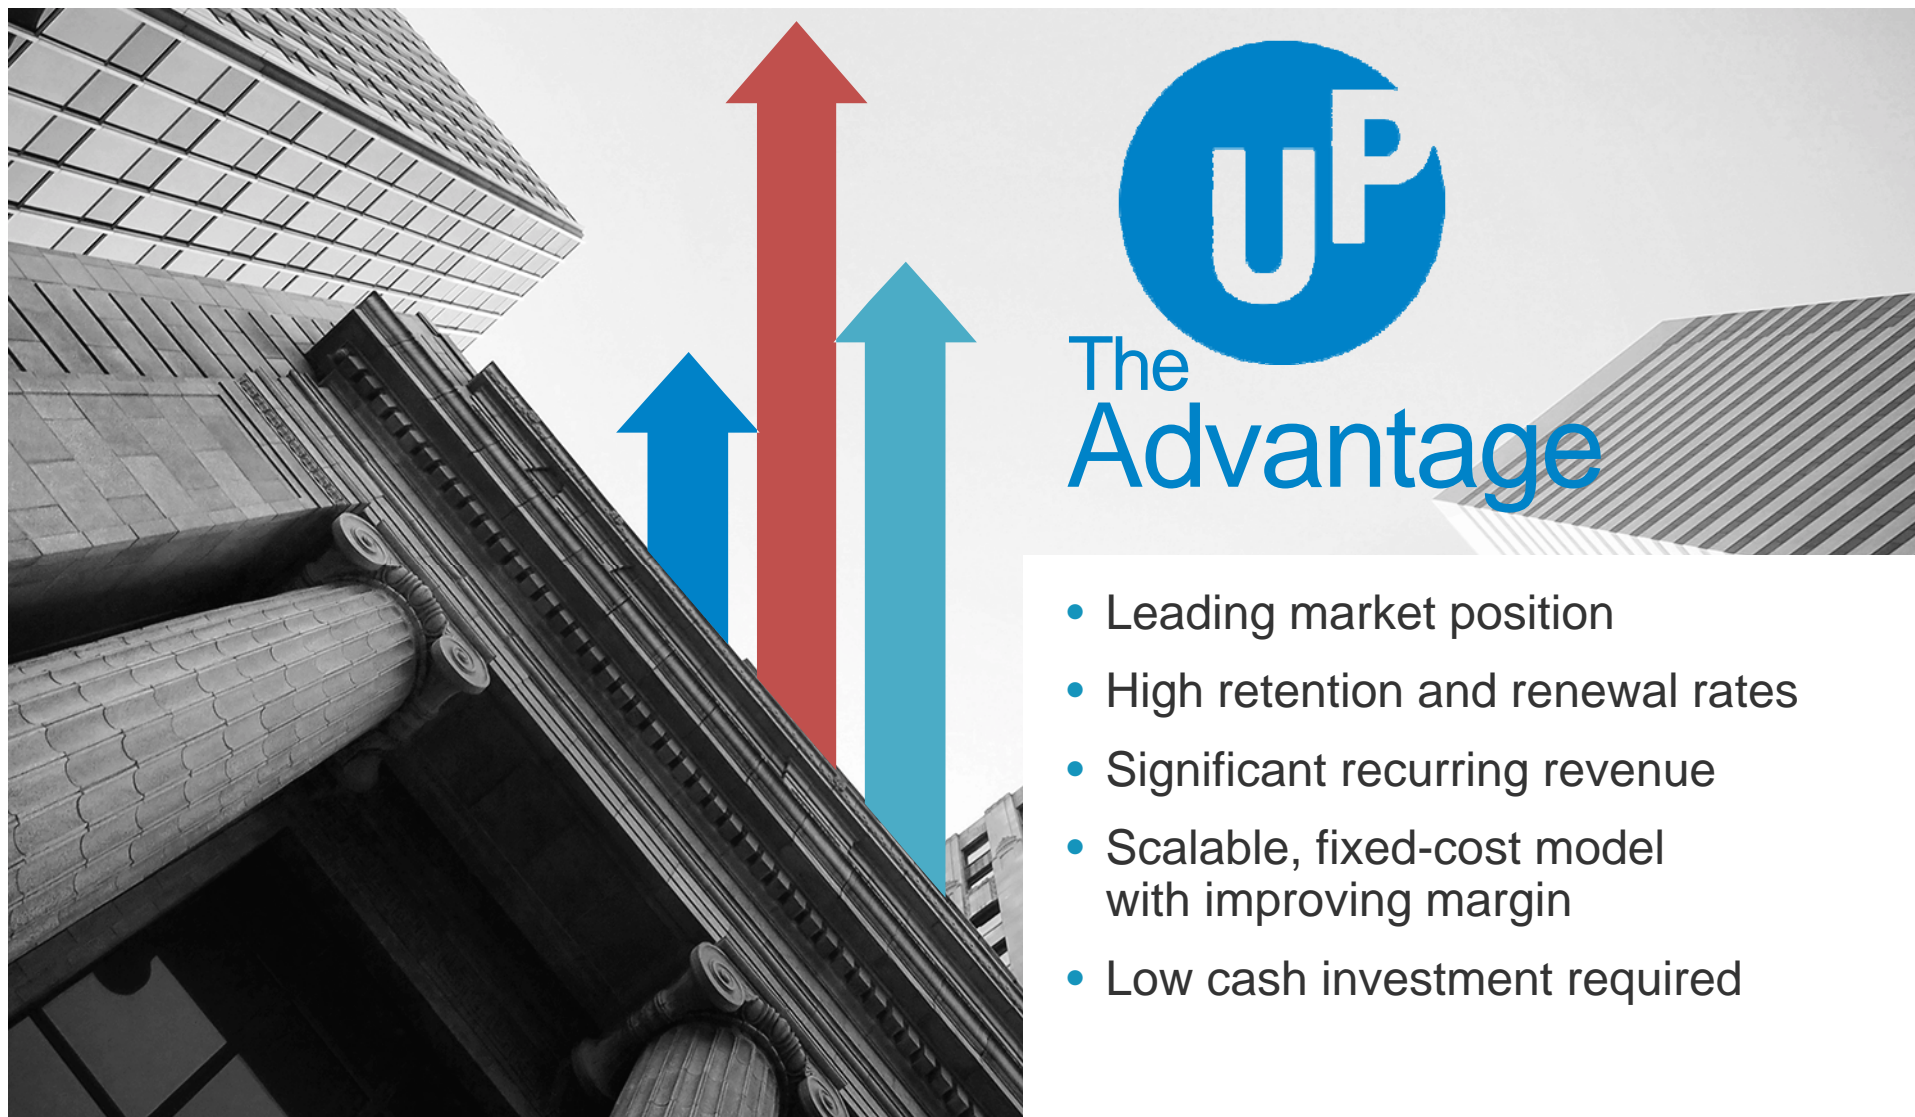 UP
The
Advantage
• Leading market position
• High retention and renewal rates
• Significant recurring revenue
• Scalable, fixed-cost model
with improving margin
• Low cash investment required